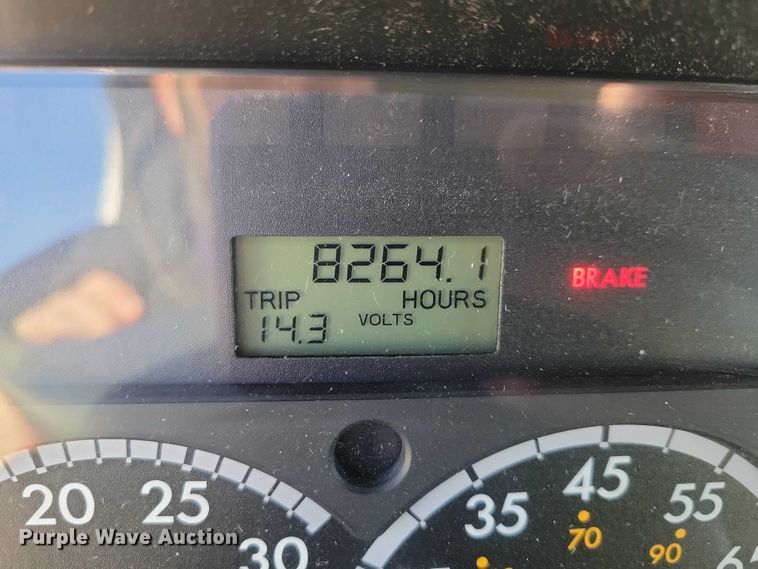 8264.1
TRIP HOURS
14.3 VOLTS
BRAKE
20 25 30
35 45 55
70 90
Purple Wave Auction